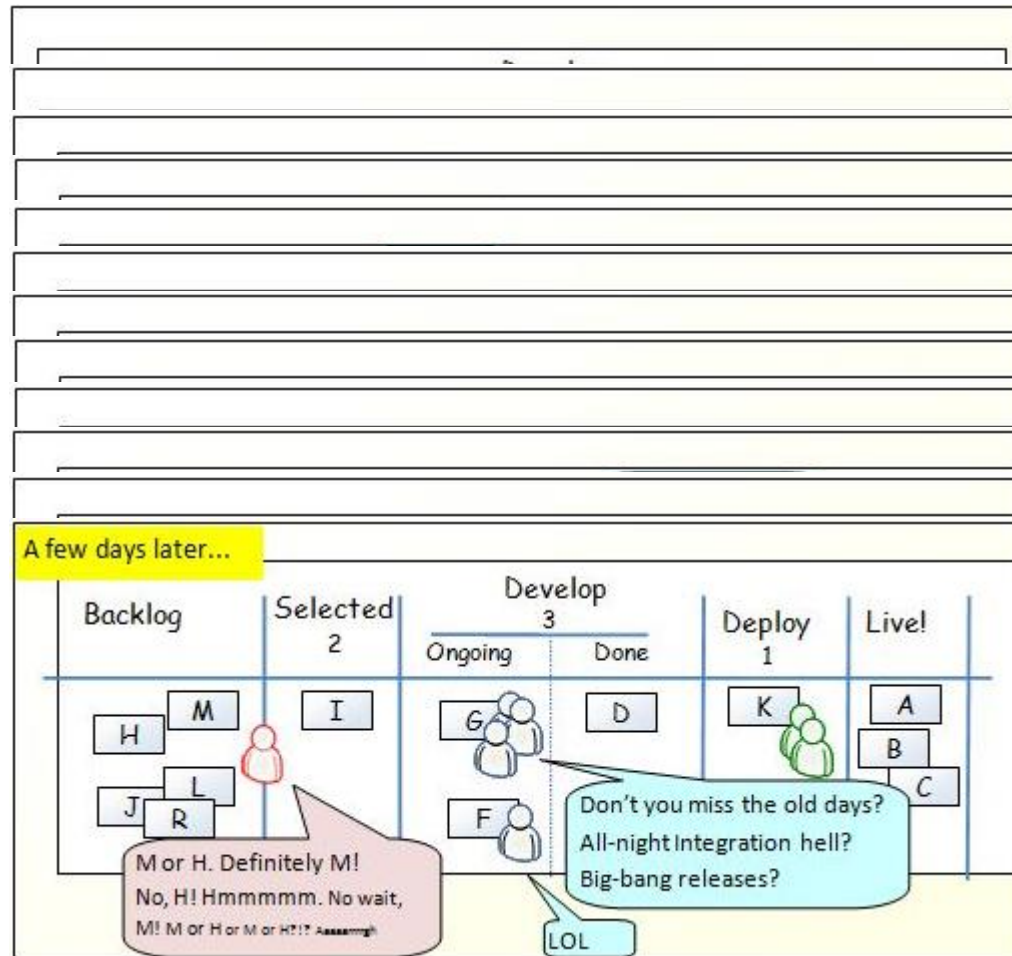 A few days later...
Backlog
Selected
2
Develop
3
Ongoing
Done
Deploy
1
Live!
H
M
J
L
R
I
G
F
D
K
A
B
C
M or H. Definitely M!
No, H! Hmmmmm. No wait,
M! M or H or M or H?!?
Don't you miss the old days?
All-night Integration hell?
Big-bang releases?
LOL